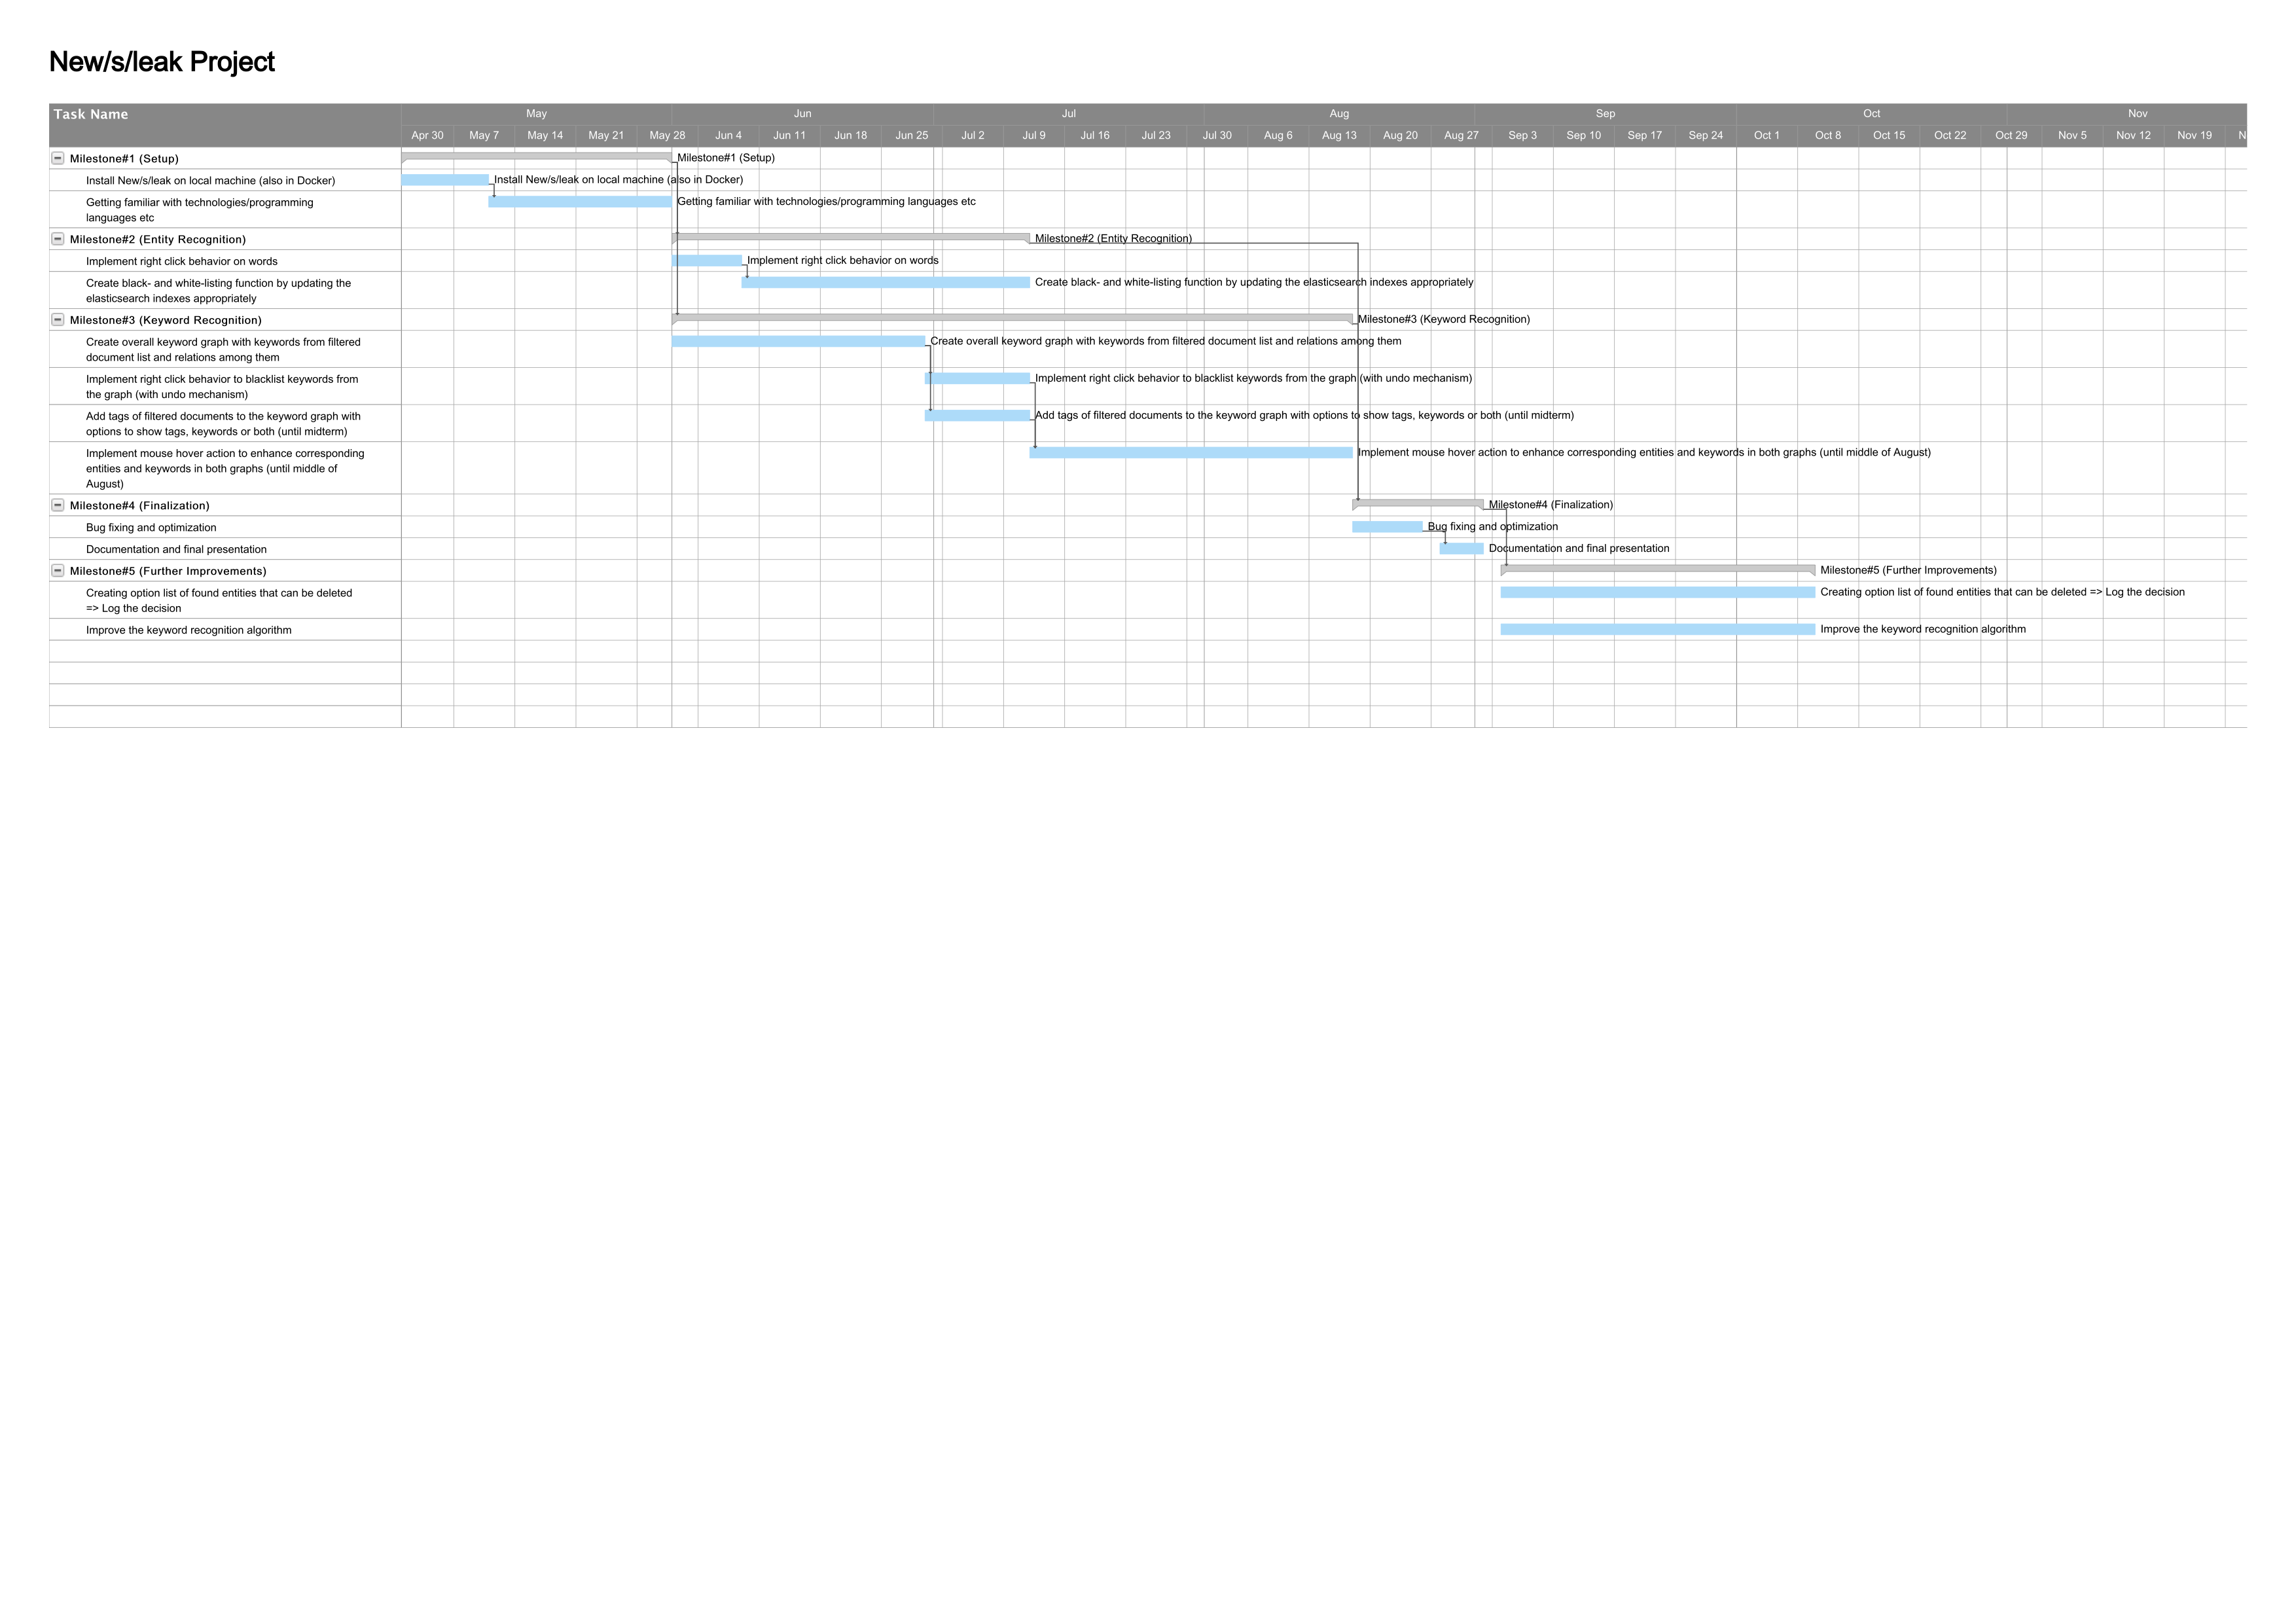 New/s/leak Project
Task Name
May Jun Jul Aug Sep Oct Nov
Apr 30 May 7 May 14 May 21 May 28 Jun 4 Jun 11 Jun 18 Jun 25 Jul 2 Jul 9 Jul 16 Jul 23 Jul 30 Aug 6 Aug 13 Aug 20 Aug 27 Sep 3 Sep 10 Sep 17 Sep 24 Oct 1 Oct 8 Oct 15 Oct 22 Oct 29 Nov 5 Nov 12 Nov 19 N
Milestone#1 (Setup)
Milestone#1 (Setup)
Install New/s/leak on local machine (also in Docker)
Install New/s/leak on local machine (also in Docker)
Getting familiar with technologies/programming
languages etc
Getting familiar with technologies/programming languages etc
Milestone#2 (Entity Recognition)
Milestone#2 (Entity Recognition)
Implement right click behavior on words
Implement right click behavior on words
Create black- and white-listing function by updating the
elasticsearch indexes appropriately
Create black- and white-listing function by updating the elasticsearch indexes appropriately
Milestone#3 (Keyword Recognition)
Milestone#3 (Keyword Recognition)
Create overall keyword graph with keywords from filtered
document list and relations among them
Create overall keyword graph with keywords from filtered document list and relations among them
Implement right click behavior to blacklist keywords from
the graph (with undo mechanism)
Implement right click behavior to blacklist keywords from the graph (with undo mechanism)
Add tags of filtered documents to the keyword graph with
options to show tags, keywords or both (until midterm)
Add tags of filtered documents to the keyword graph with options to show tags, keywords or both (until midterm)
Implement mouse hover action to enhance corresponding
entities and keywords in both graphs (until middle of
August)
Implement mouse hover action to enhance corresponding entities and keywords in both graphs (until middle of August)
Milestone#4 (Finalization)
Milestone#4 (Finalization)
Bug fixing and optimization
Bug fixing and optimization
Documentation and final presentation
Documentation and final presentation
Milestone#5 (Further Improvements)
Milestone#5 (Further Improvements)
Creating option list of found entities that can be deleted
=> Log the decision
Creating option list of found entities that can be deleted => Log the decision
Improve the keyword recognition algorithm
Improve the keyword recognition algorithm